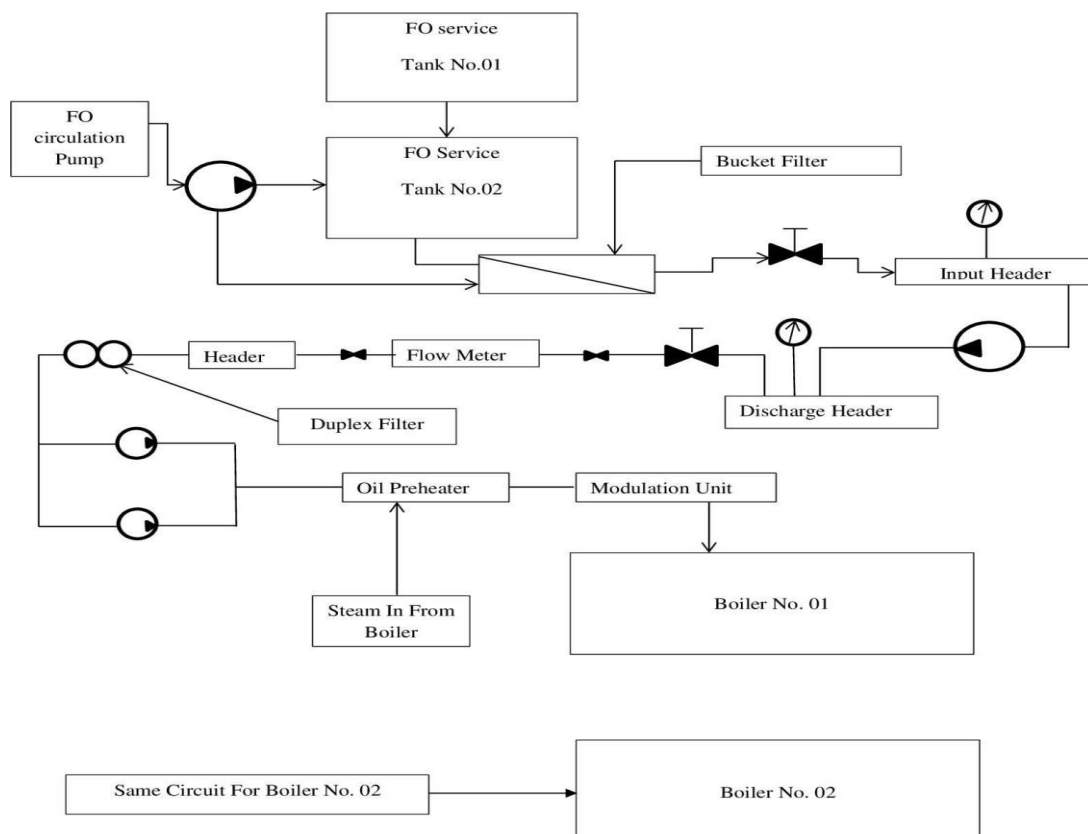 FO service
Tank No.01
FO
circulation
Pump
FO Service
Tank No.02
Bucket Filter
Input Header
Header
Flow Meter
Discharge Header
Duplex Filter
Oil Preheater
Modulation Unit
Steam In From
Boiler
Boiler No. 01
Same Circuit For Boiler No. 02
Boiler No. 02